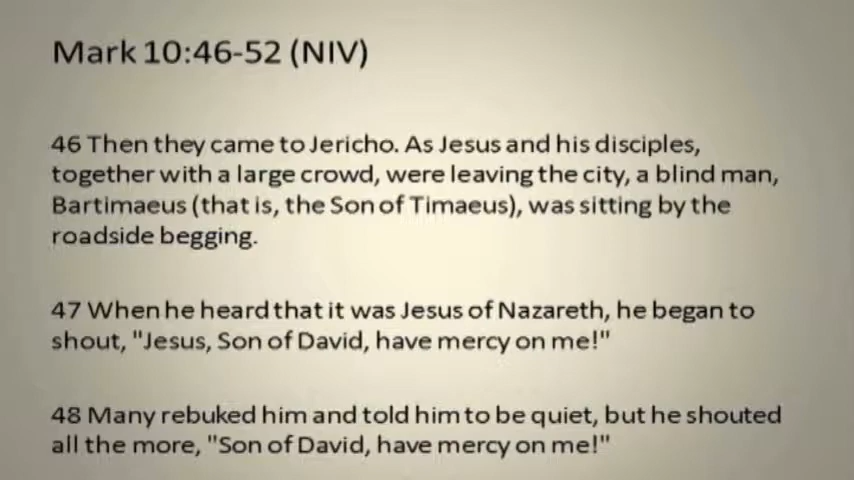 Mark 10:46-52 (NIV)
46 Then they came to Jericho. As Jesus and his disciples,
together with a large crowd, were leaving the city, a blind man,
Bartimaeus (that is, the Son of Timaeus), was sitting by the
roadside begging.
47 When he heard that it was Jesus of Nazareth, he began to
shout, "Jesus, Son of David, have mercy on me!"
48 Many rebuked him and told him to be quiet, but he shouted
all the more, "Son of David, have mercy on me!"